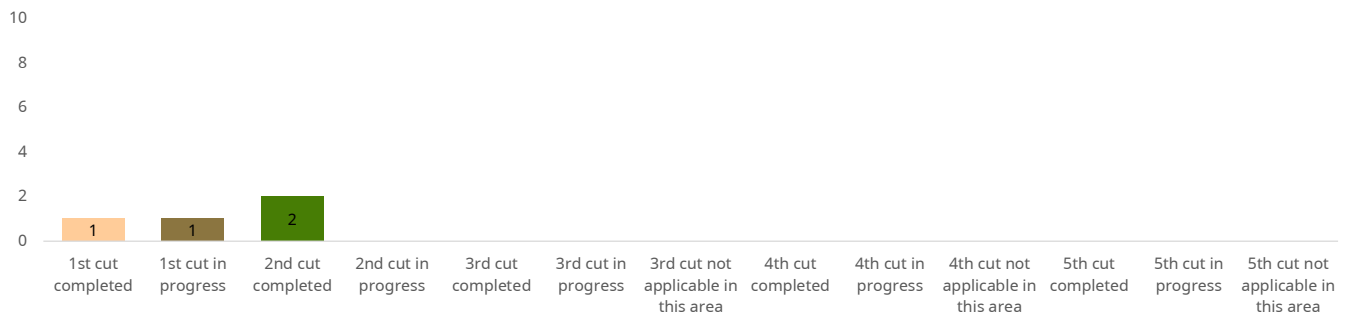 10
8
6
4
2
0
1
1
2
1st cut completed
1st cut in progress
2nd cut completed
2nd cut in progress
3rd cut completed
3rd cut in progress
3rd cut not applicable in this area
4th cut completed
4th cut in progress
4th cut not applicable in this area
5th cut completed
5th cut in progress
5th cut not applicable in this area